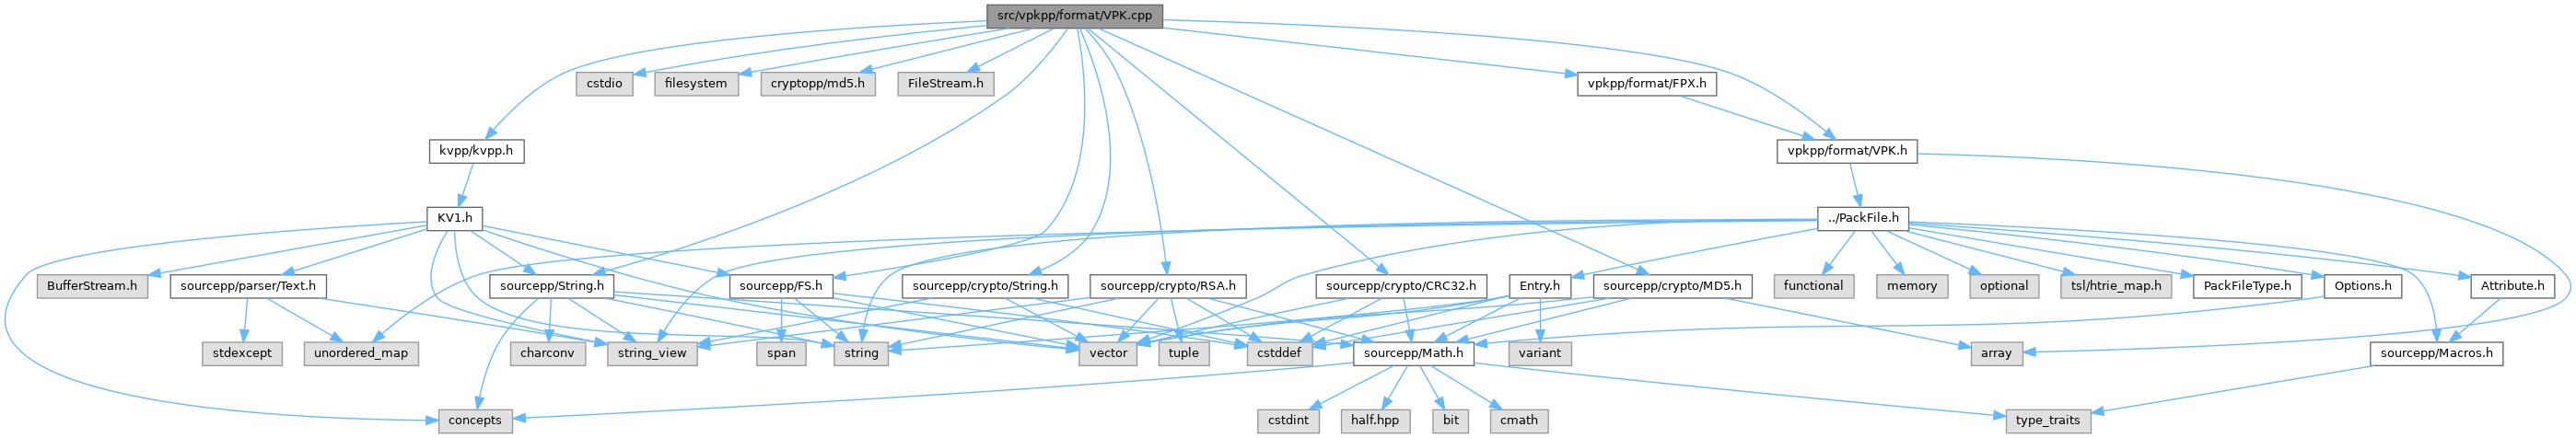 src/vpkpp/format/VPK.cpp
cstdio
filesystem
cryptopp/md5.h
FileStream.h
vpkpp/format/FPX.h
kvpp/kvpp.h
vpkpp/format/VPK.h
KV1.h
../PackFile.h
BufferStream.h
sourcepp/parser/Text.h
sourcepp/String.h
sourcepp/FS.h
sourcepp/crypto/String.h
sourcepp/crypto/RSA.h
sourcepp/crypto/CRC32.h
Entry.h
sourcepp/crypto/MD5.h
functional
memory
optional
tsl/htrie_map.h
PackFileType.h
Options.h
Attribute.h
stdexcept
unordered_map
charconv
string_view
span
string
vector
tuple
cstddef
sourcepp/Math.h
variant
array
sourcepp/Macros.h
concepts
cstdint
half.hpp
bit
cmath
type_traits